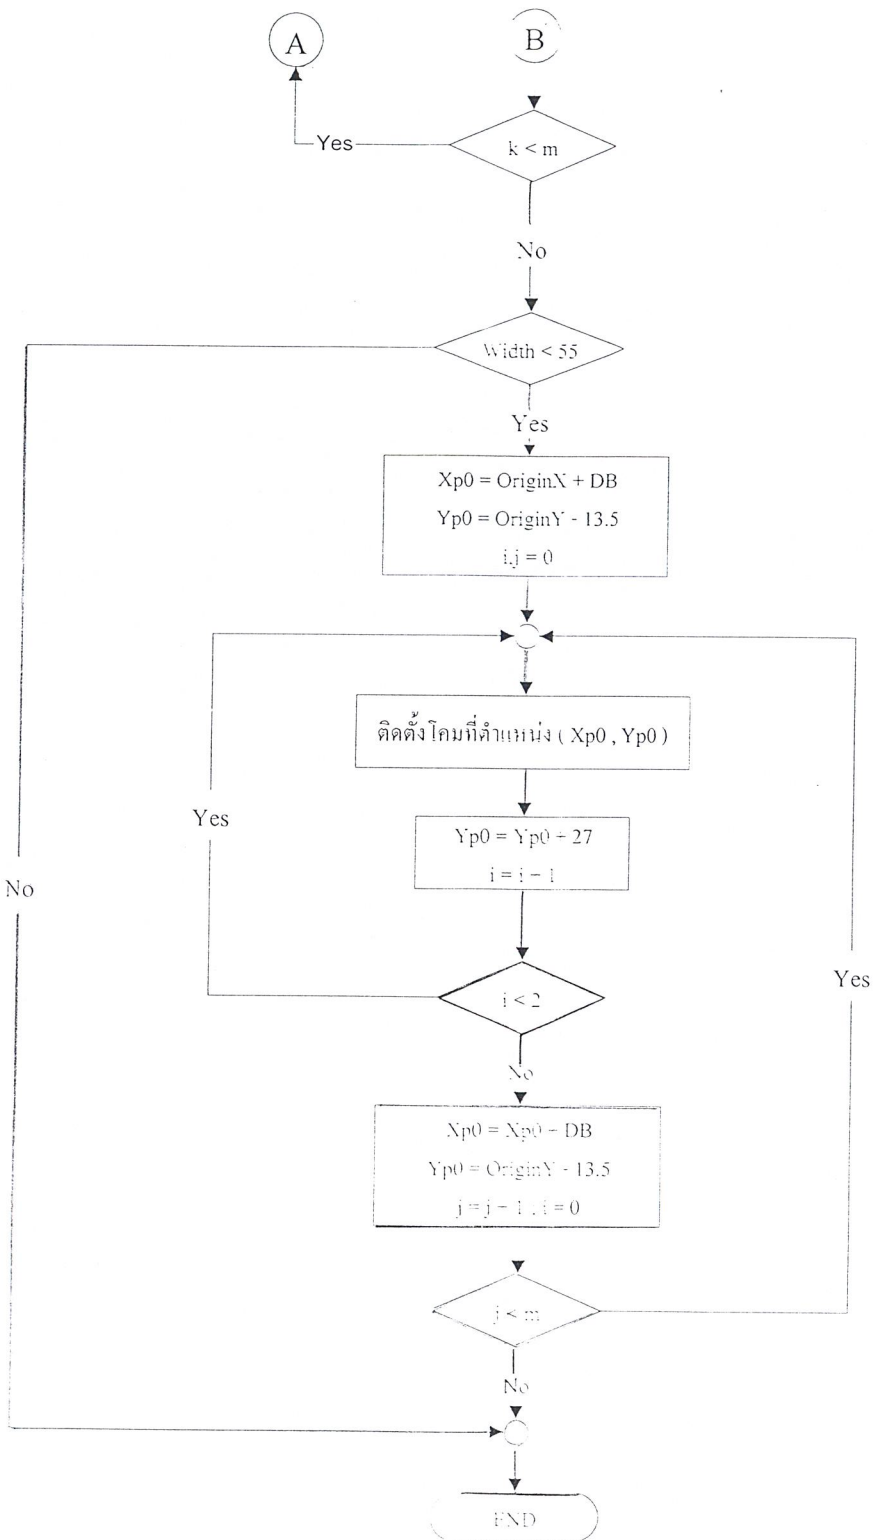 A
B
Yes
k < m
No
Width < 55
Yes
Xp0 = OriginX + DB
Yp0 = OriginY - 13.5
i,j = 0
ติดตั้งโคมที่ตำแหน่ง ( Xp0 , Yp0 )
Yes
Yp0 = Yp0 + 27
i = i - 1
No
i < 2
Yes
No
Xp0 = Xp0 - DB
Yp0 = OriginY - 13.5
j = j - 1 , i = 0
j < m
No
END